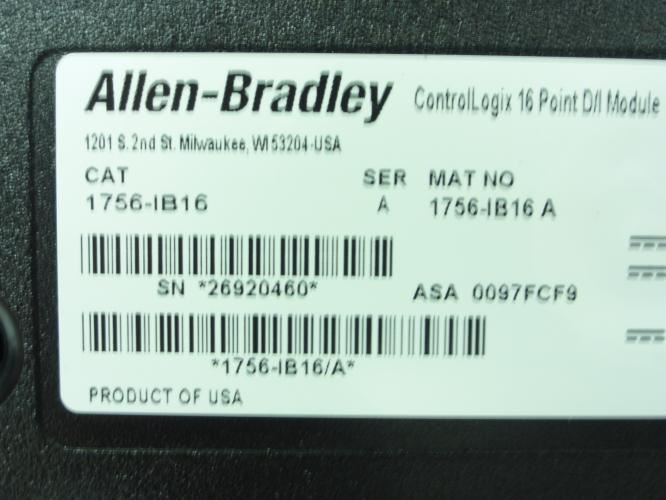 Allen-Bradley ControlLogix 16 Point D/I Module
1201 S. 2nd St. Milwaukee, WI 53204-USA
CAT SER MAT NO
1756-IB16 A 1756-IB16 A
SN *26920460* ASA 0097FCF9
*1756-IB16/A*
PRODUCT OF USA